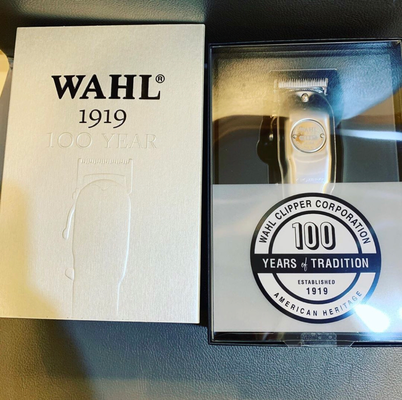 WAHL®
1919
100 YEAR
WAHL CLIPPER CORPORATION
100
YEARS of TRADITION
ESTABLISHED
1919
AMERICAN HERITAGE